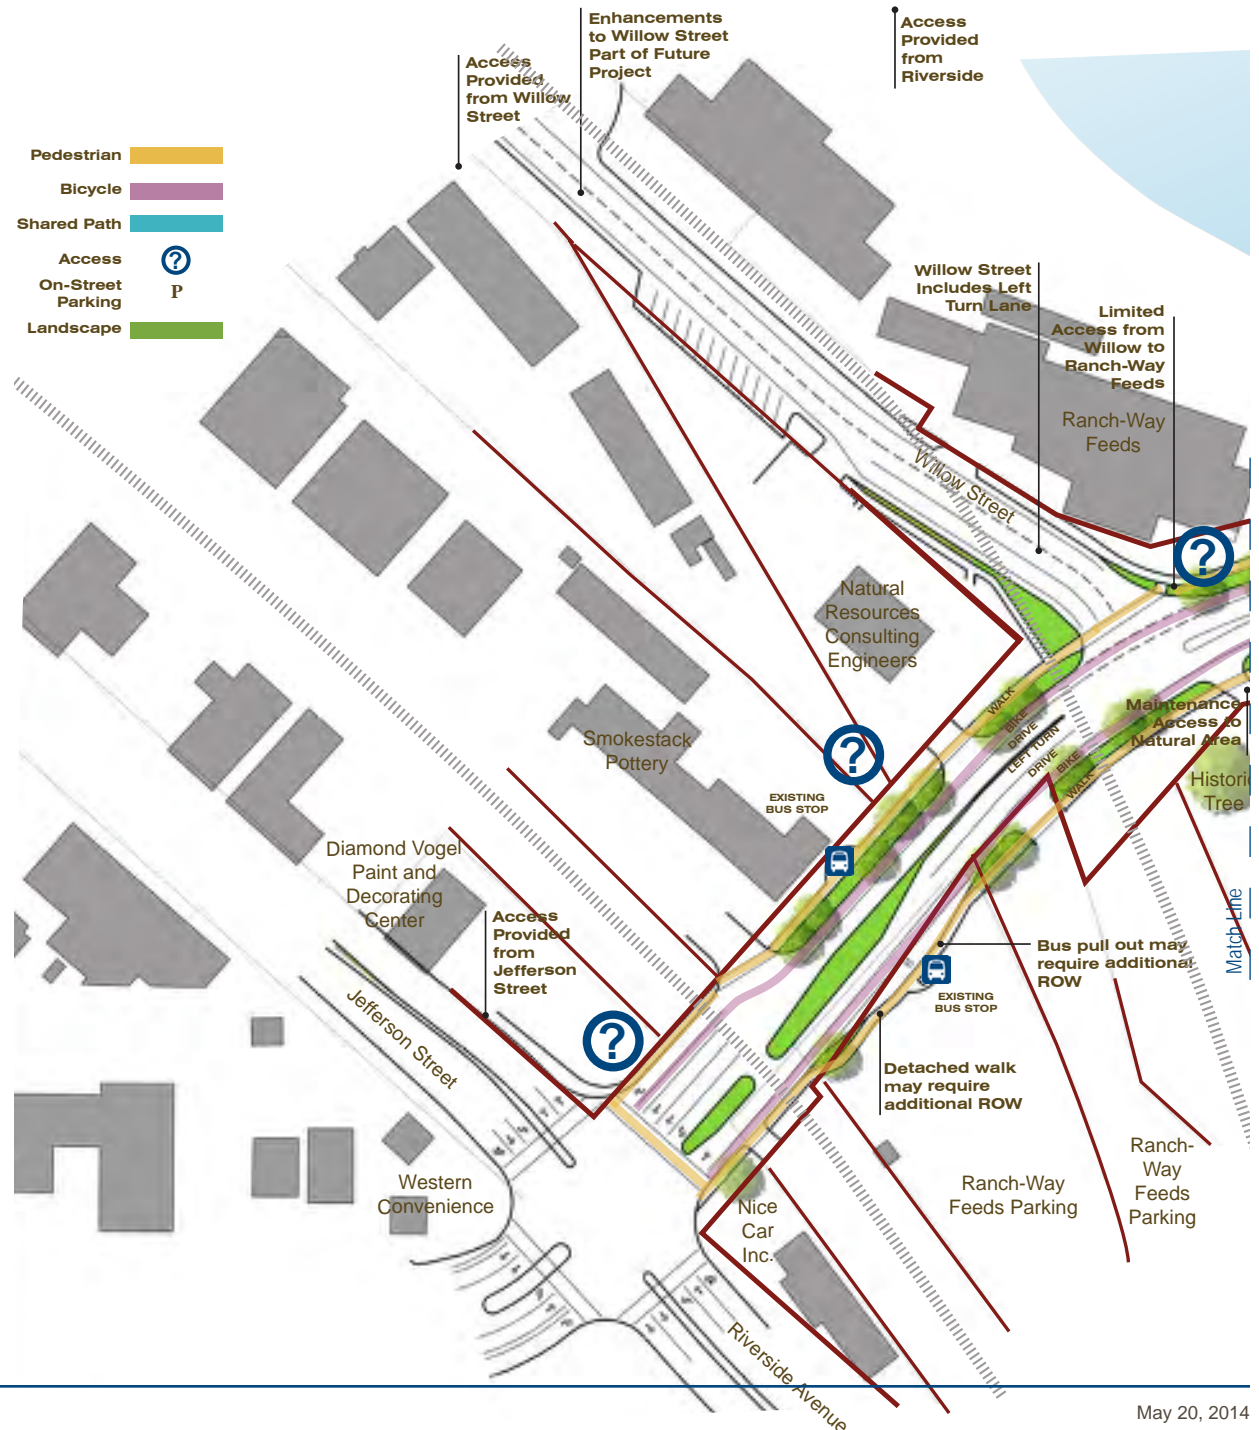 Enhancements
to Willow Street
Part of Future
Project
Access
Provided
from
Riverside
Access
Provided
from Willow
Street
Pedestrian
Bicycle
Shared Path
Access
?
On-Street
Parking
P
Landscape
Willow Street
Includes Left
Turn Lane
Limited
Access from
Willow to
Ranch-Way
Feeds
Ranch-Way
Feeds
Willow Street
?
Natural
Resources
Consulting
Engineers
WALK
BIKE
DRIVE
LEFT TURN
DRIVE
BIKE
WALK
Maintenance
Access to
Natural Area
Historic
Tree
Smokestack
Pottery
?
EXISTING
BUS STOP
Diamond Vogel
Paint and
Decorating
Center
Access
Provided
from
Jefferson
Street
Match Line
Bus pull out may
require additional
ROW
EXISTING
BUS STOP
Jefferson Street
?
Detached walk
may require
additional ROW
Western
Convenience
Nice
Car
Inc.
Ranch-Way
Feeds Parking
Ranch-
Way
Feeds
Parking
Riverside Avenue
May 20, 2014